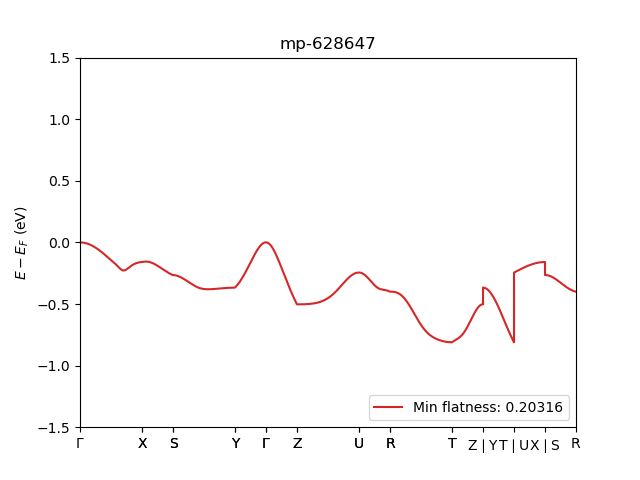 mp-628647
E − E_F (eV)
1.5
1.0
0.5
0.0
−0.5
−1.0
−1.5
Min flatness: 0.20316
Γ X S Y Γ Z U R T Z | Y T | U X | S R